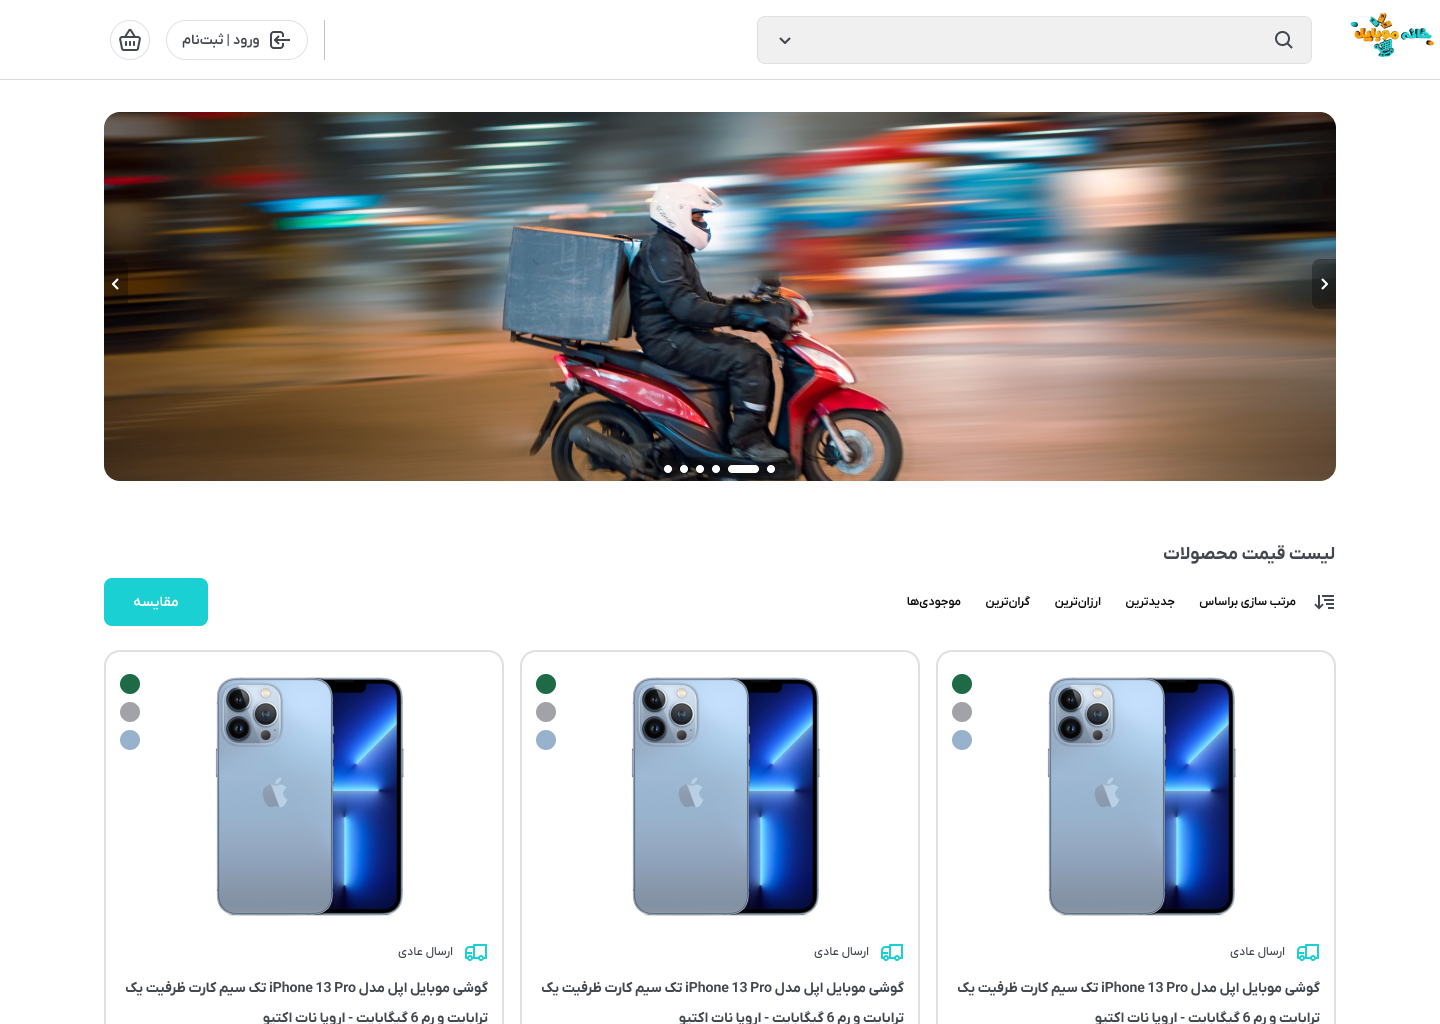 خانم موبایل
ورود | ثبت‌نام
لیست قیمت محصولات
مرتب سازی براساس
جدیدترین
ارزان‌ترین
گران‌ترین
موجودی‌ها
مقایسه
ارسال عادی
گوشی موبایل اپل مدل iPhone 13 Pro تک سیم کارت ظرفیت یک
ترابایت و رم 6 گیگابایت - اروپا نات اکتیو
ارسال عادی
گوشی موبایل اپل مدل iPhone 13 Pro تک سیم کارت ظرفیت یک
ترابایت و رم 6 گیگابایت - اروپا نات اکتیو
ارسال عادی
گوشی موبایل اپل مدل iPhone 13 Pro تک سیم کارت ظرفیت یک
ترابایت و رم 6 گیگابایت - اروپا نات اکتیو